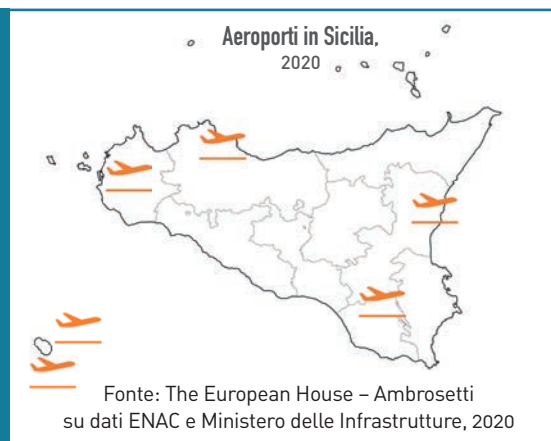 Aeroporti in Sicilia,
2020
Fonte: The European House – Ambrosetti
su dati ENAC e Ministero delle Infrastrutture, 2020